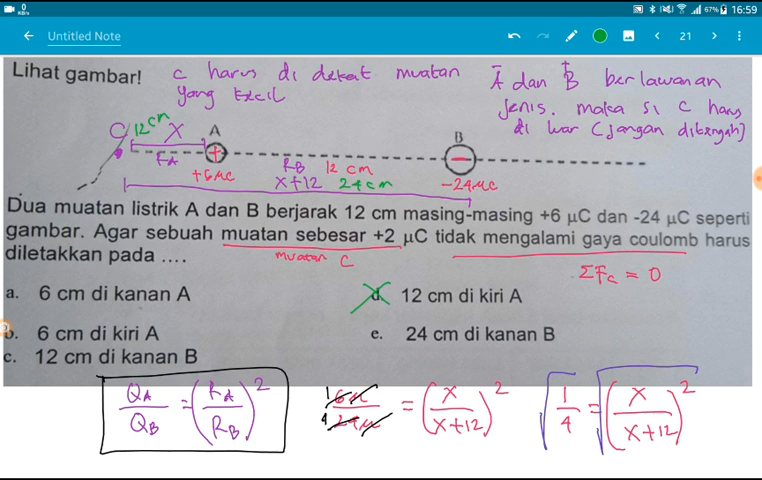 0
KB/s
67%
16:59
Untitled Note
21
Lihat gambar!
C harus di dekat muatan
yang kecil
A dan B berlawanan
jenis. maka si C harus
di luar (jangan ditengah)
C
12 cm
X
A
B
RA
RB 12 cm
+6μC
X+12 24cm
-24μC
Dua muatan listrik A dan B berjarak 12 cm masing-masing +6 μC dan -24 μC seperti
gambar. Agar sebuah muatan sebesar +2 μC tidak mengalami gaya coulomb harus
diletakkan pada ....
muatan C
ΣFc = 0
a. 6 cm di kanan A
d. 12 cm di kiri A
b. 6 cm di kiri A
e. 24 cm di kanan B
c. 12 cm di kanan B
QA/QB = (RA/RB)²
1 6μ / 4 24μ = (x/x+12)²
√1/4 = √(x/x+12)²